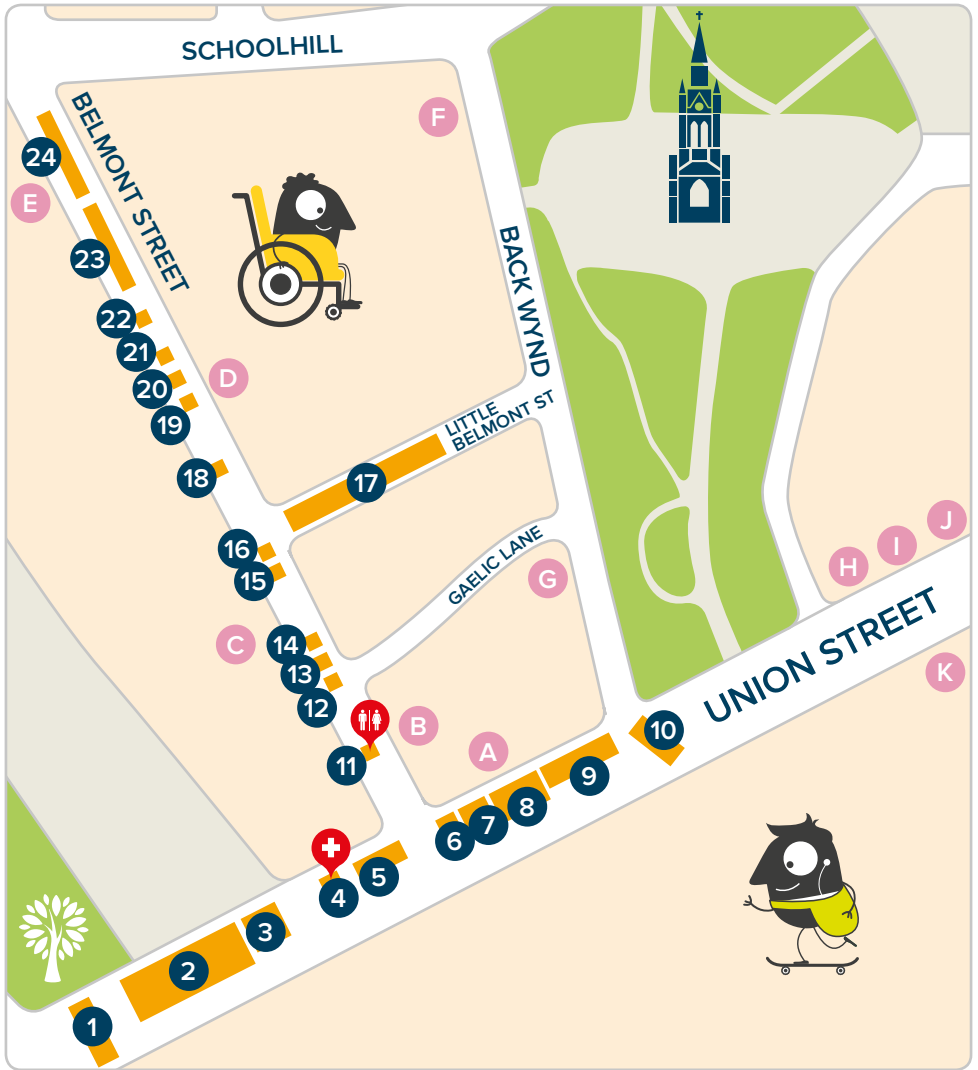 SCHOOLHILL
BELMONT STREET
F
24
E
BACK WYND
23
22
21
D
20
LITTLE
BELMONT ST
19
18
17
J
16
I
GAELIC LANE
H
15
G
C
14
UNION STREET
13
K
12
B
10
A
11
9
8
7
6
5
4
3
2
1